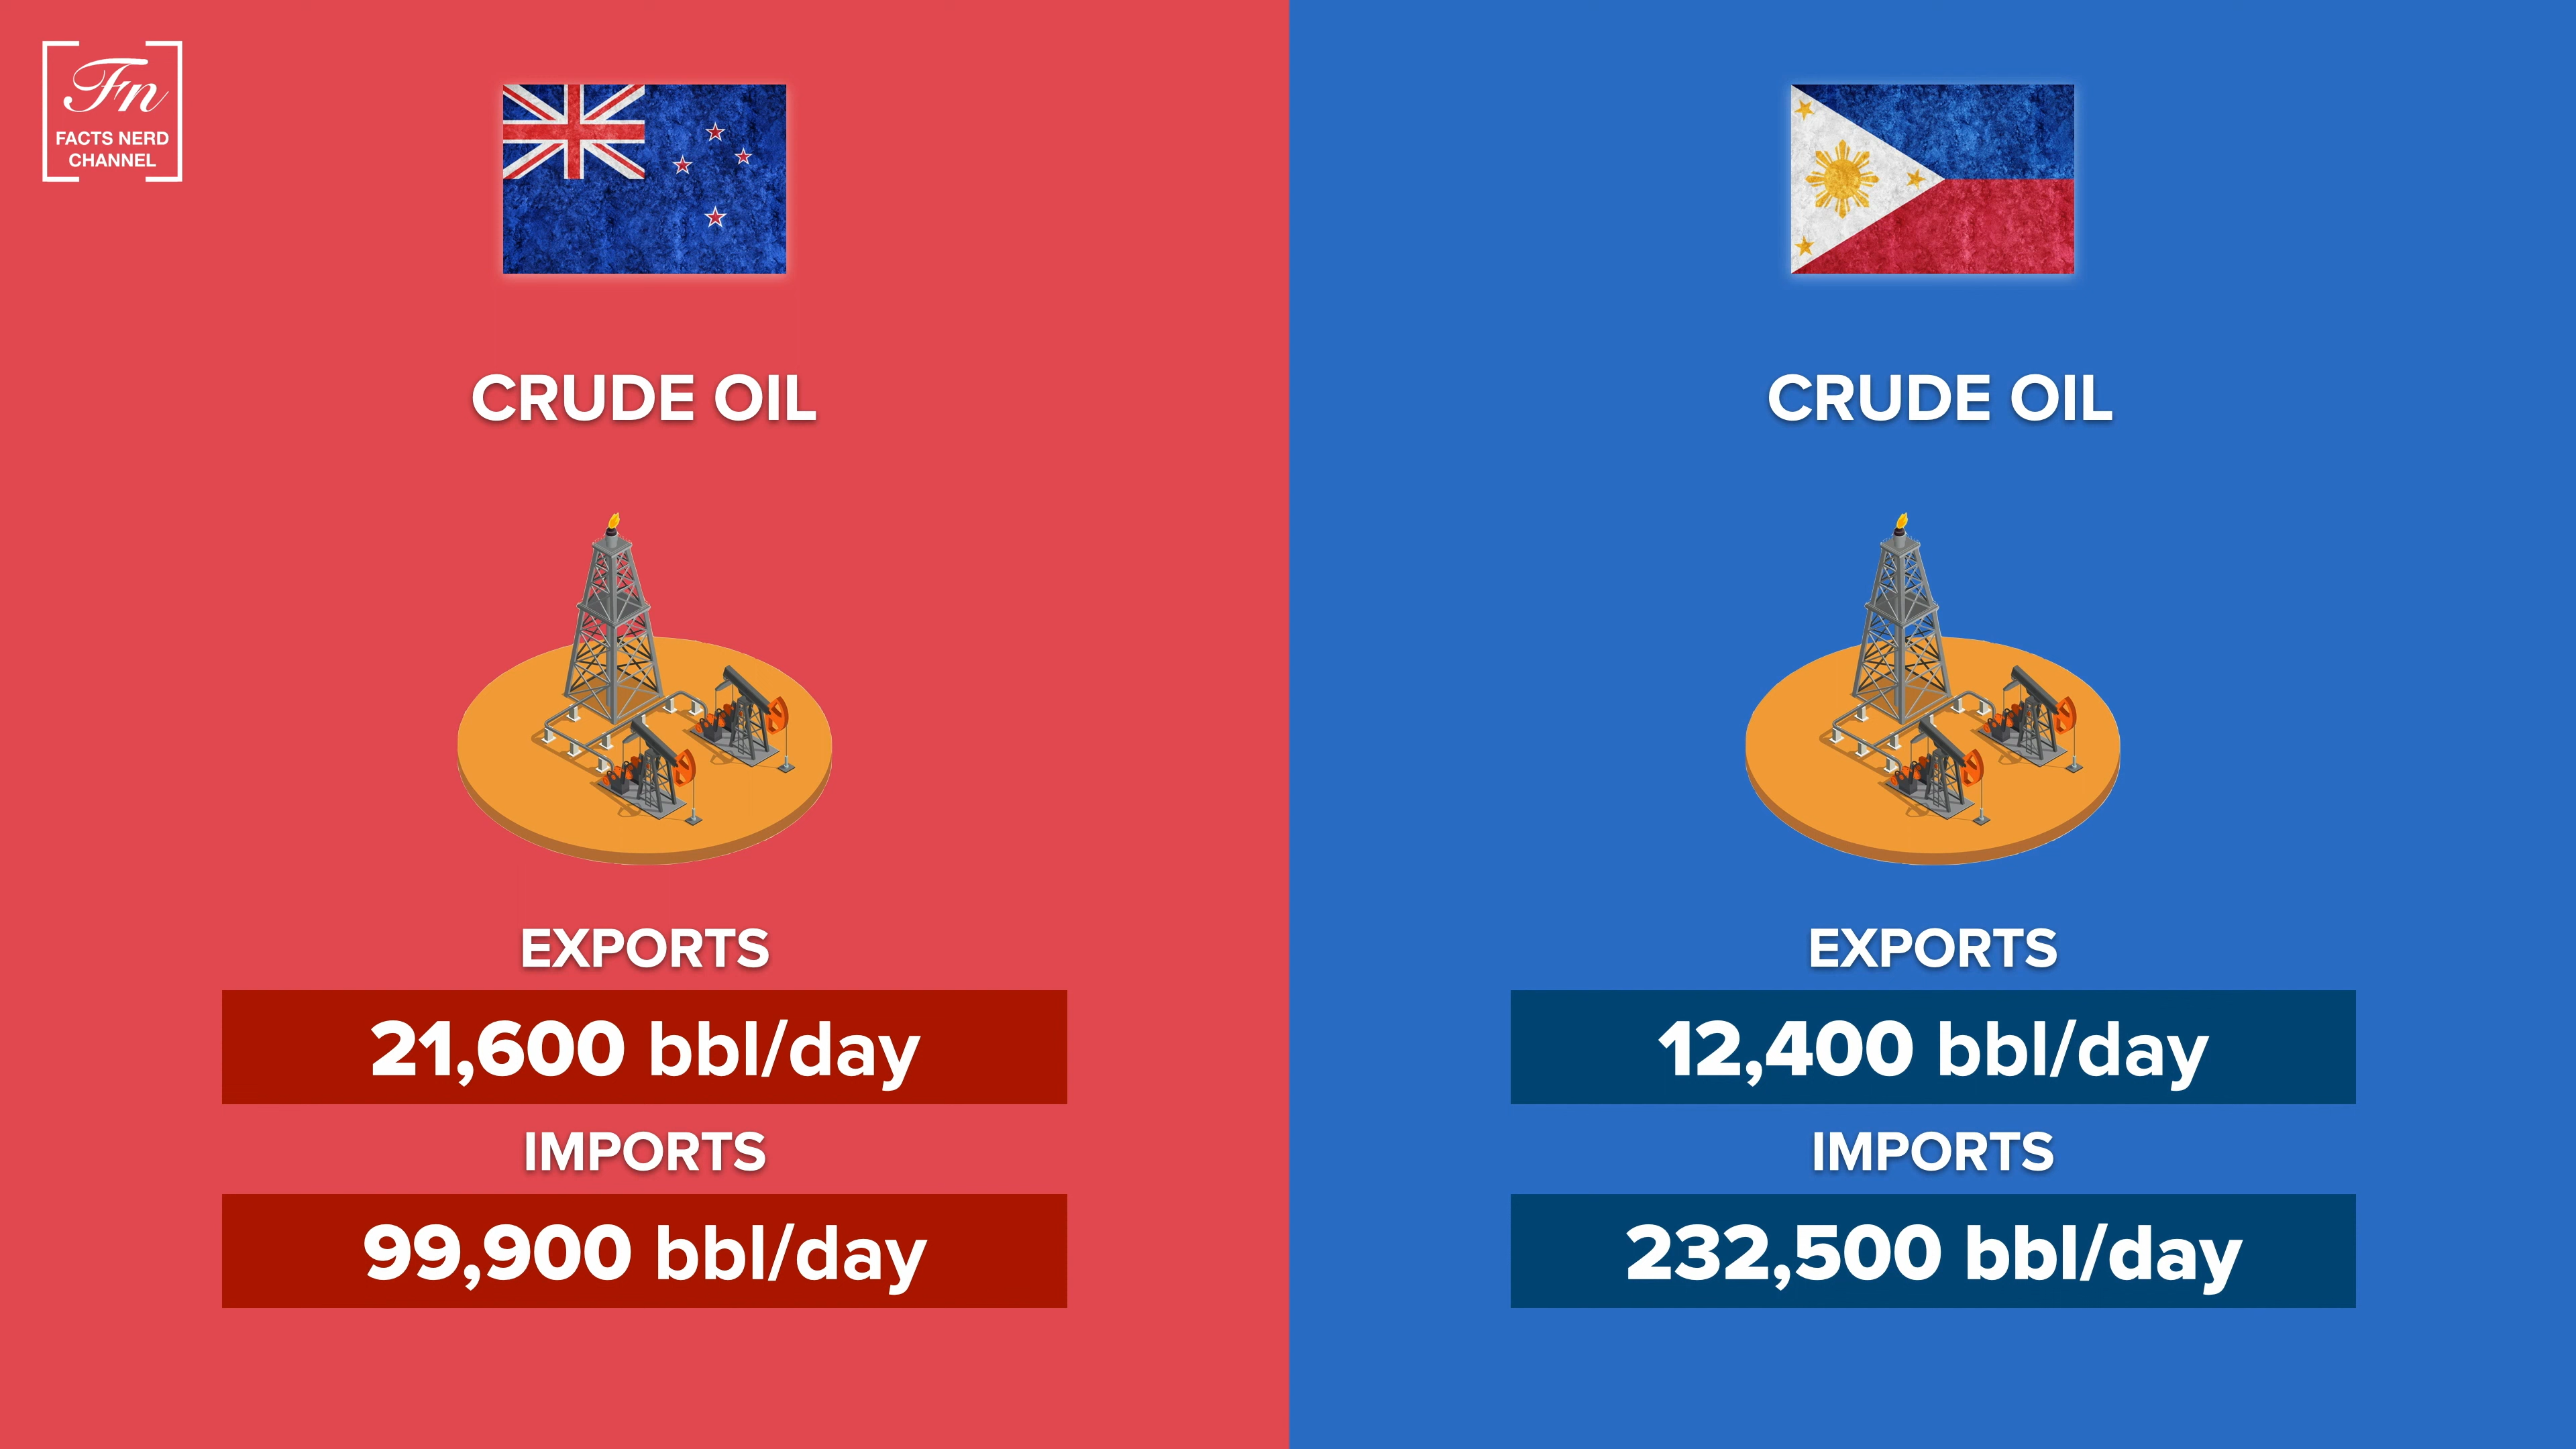 Fn
FACTS NERD
CHANNEL
CRUDE OIL
EXPORTS
21,600 bbl/day
IMPORTS
99,900 bbl/day
CRUDE OIL
EXPORTS
12,400 bbl/day
IMPORTS
232,500 bbl/day